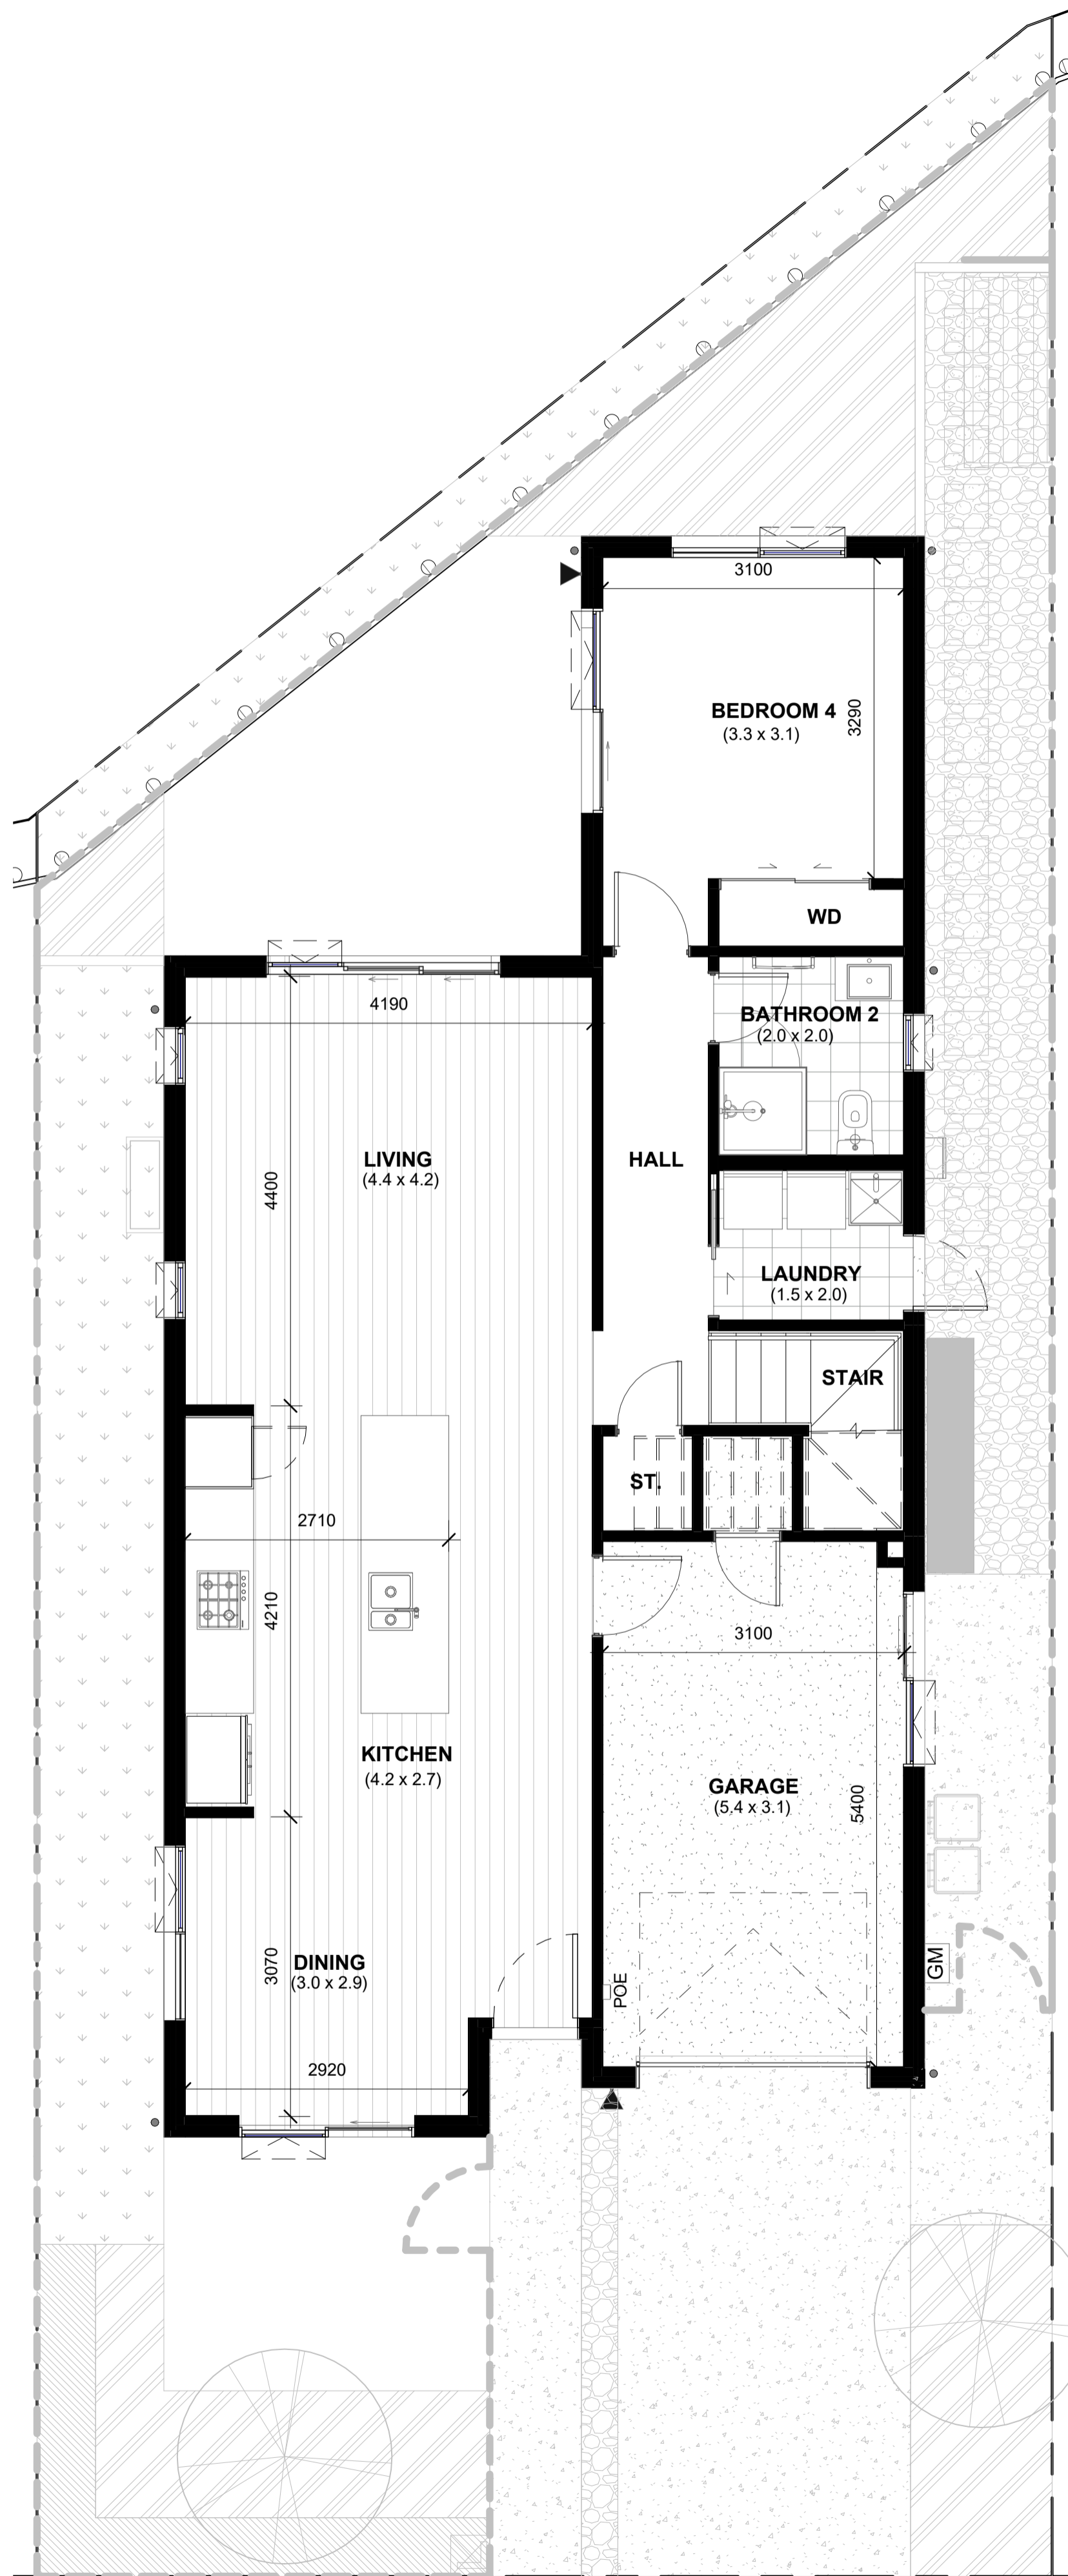 3100
BEDROOM 4
(3.3 x 3.1)
3290
WD
4190
BATHROOM 2
(2.0 x 2.0)
LIVING
(4.4 x 4.2)
4400
HALL
LAUNDRY
(1.5 x 2.0)
STAIR
ST.
2710
4210
3100
KITCHEN
(4.2 x 2.7)
GARAGE
(5.4 x 3.1)
5400
DINING
(3.0 x 2.9)
3070
POE
GM
2920